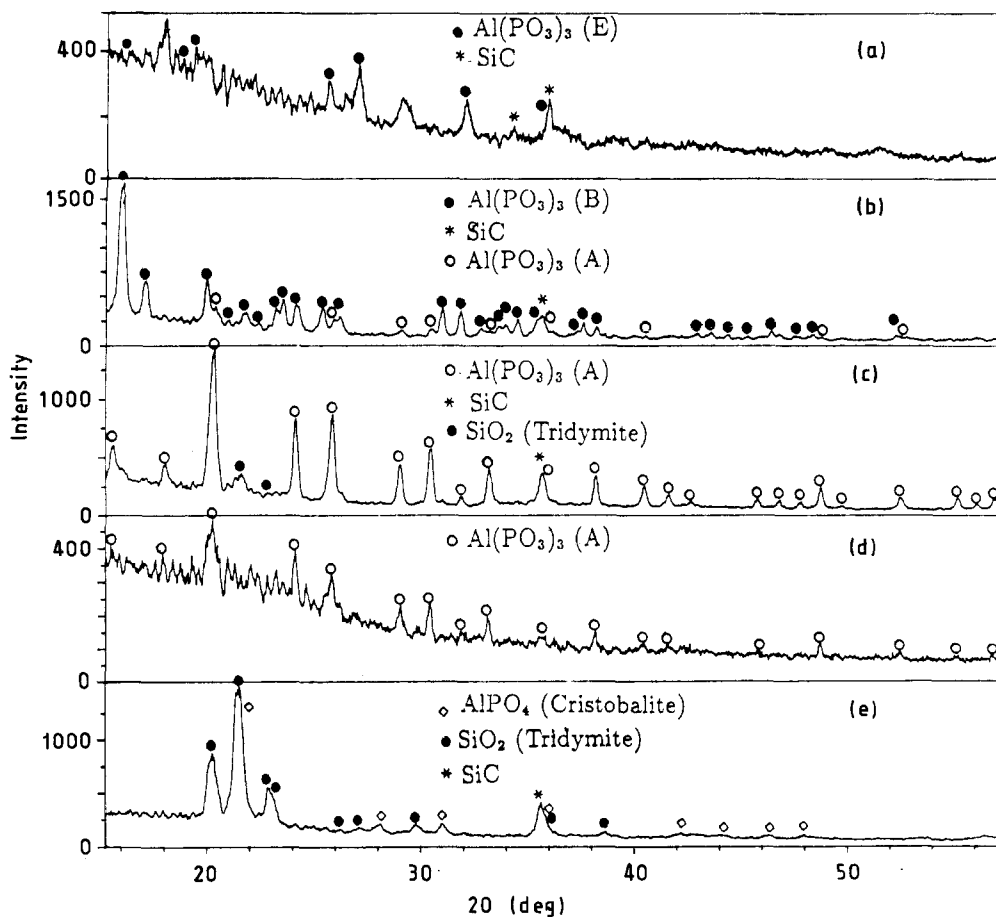 ● Al(PO₃)₃ (E)
* SiC
(a)
400
0
● Al(PO₃)₃ (B)
* SiC
○ Al(PO₃)₃ (A)
(b)
1500
0
○ Al(PO₃)₃ (A)
* SiC
● SiO₂ (Tridymite)
(c)
1000
0
○ Al(PO₃)₃ (A)
(d)
400
0
◇ AlPO₄ (Cristobalite)
● SiO₂ (Tridymite)
* SiC
(e)
1000
0
Intensity
20 30 40 50
2θ (deg)